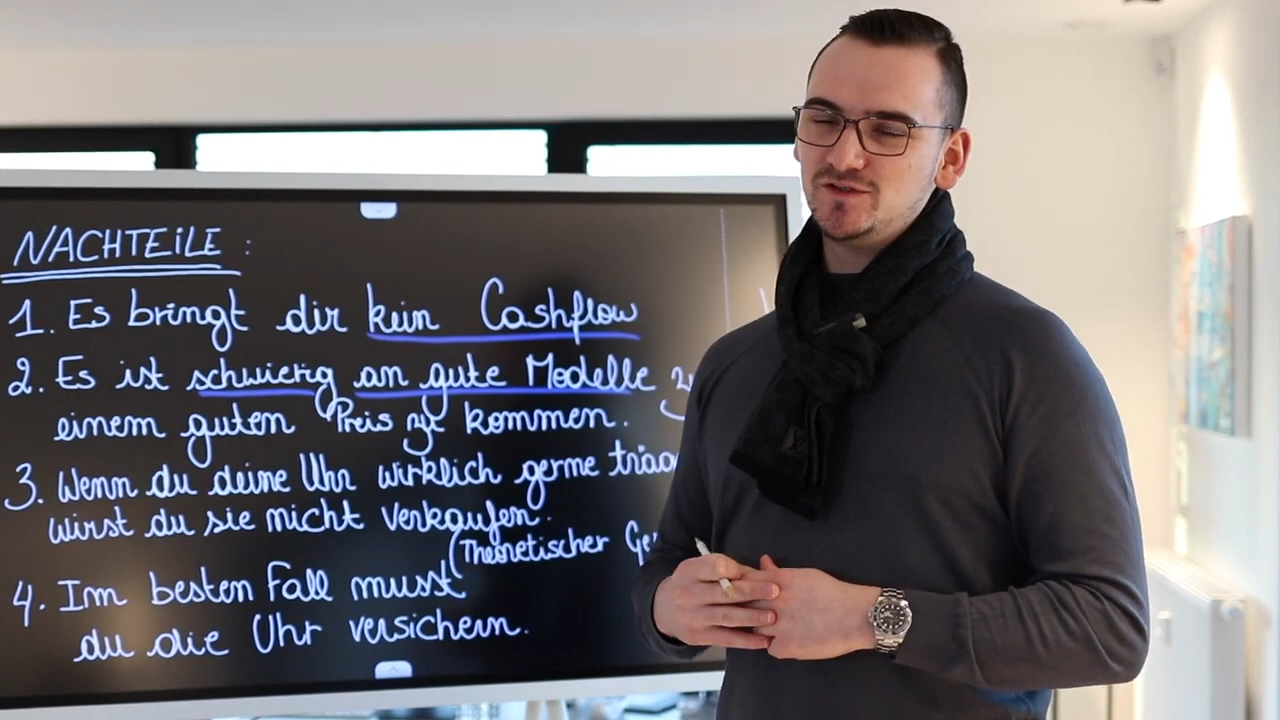 NACHTEILE :
1. Es bringt dir kein Cashflow
2. Es ist schwierig an gute Modelle
einem guten Preis zu kommen.
3. Wenn du deine Uhr wirklich gerne
wirst du sie nicht verkaufen.
(Theoretischer
4. Im besten Fall musst
du die Uhr versichern.